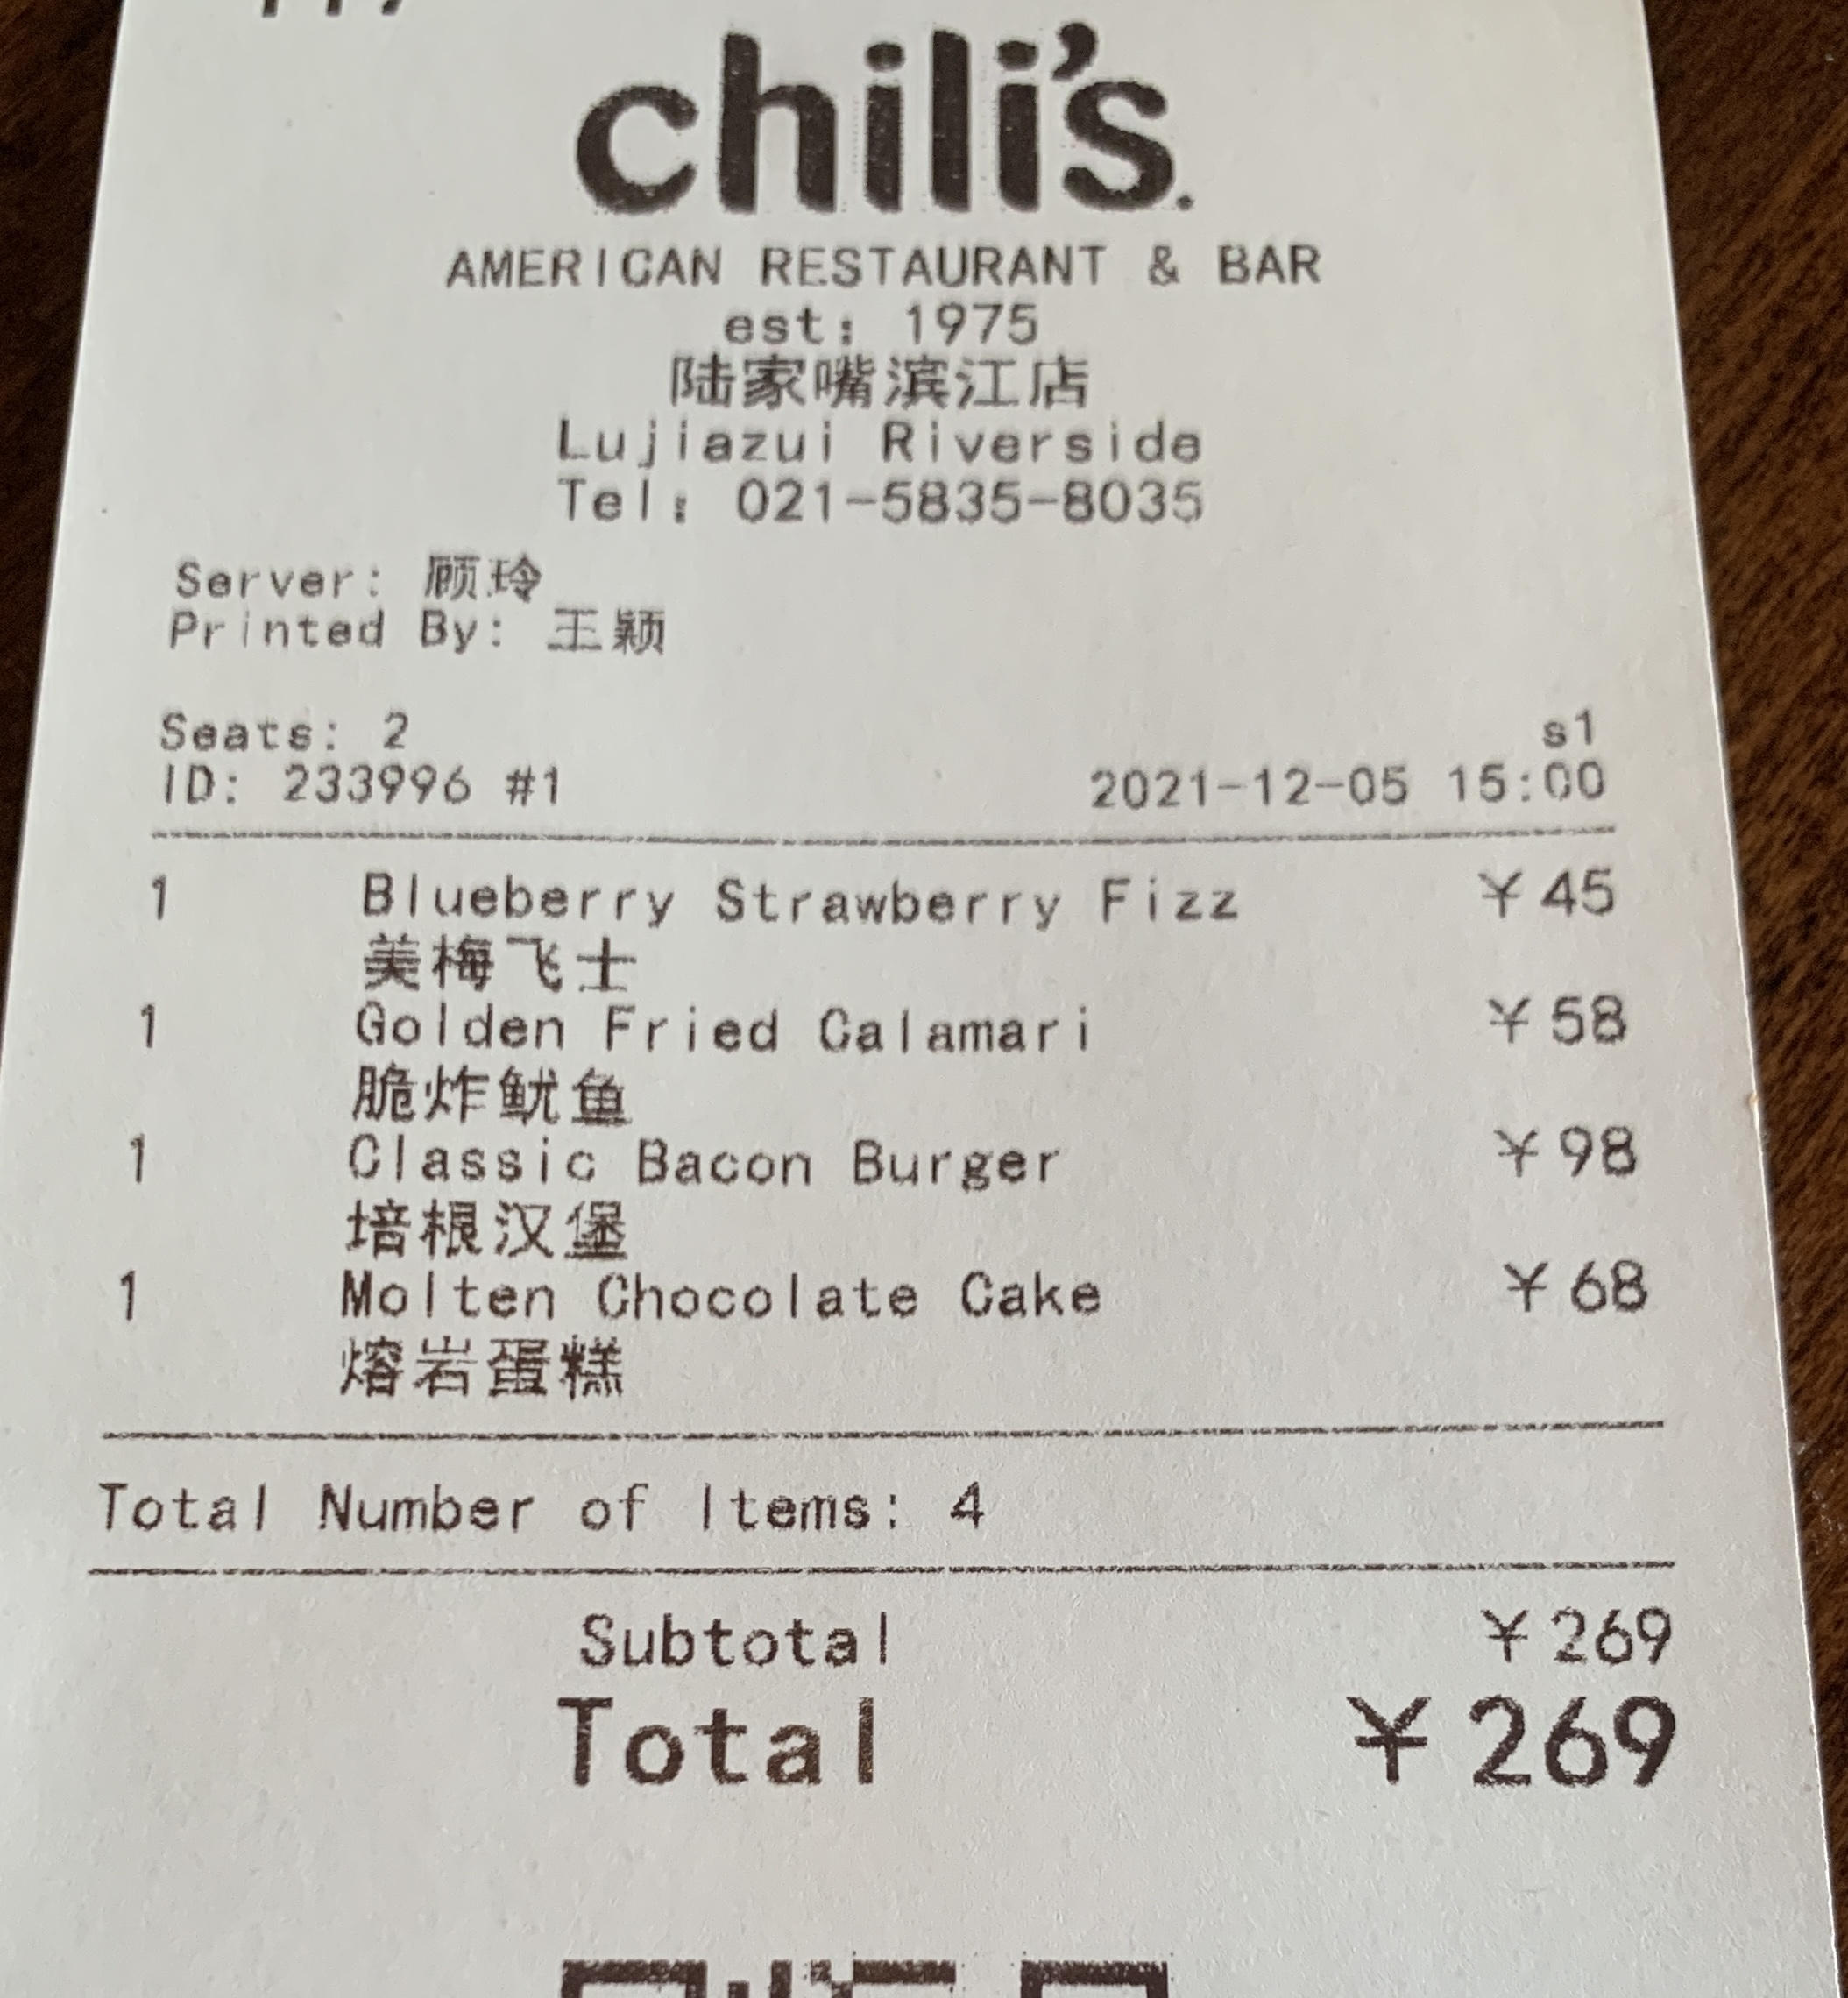 chili's.
AMERICAN RESTAURANT & BAR
est: 1975
陆家嘴滨江店
Lujiazui Riverside
Tel: 021-5835-8035
Server: 顾玲
Printed By: 王颖
Seats: 2 s1
ID: 233996 #1 2021-12-05 15:00
1 Blueberry Strawberry Fizz ¥45
美梅飞士
1 Golden Fried Calamari ¥58
脆炸鱿鱼
1 Classic Bacon Burger ¥98
培根汉堡
1 Molten Chocolate Cake ¥68
熔岩蛋糕
Total Number of Items: 4
Subtotal ¥269
Total ¥269